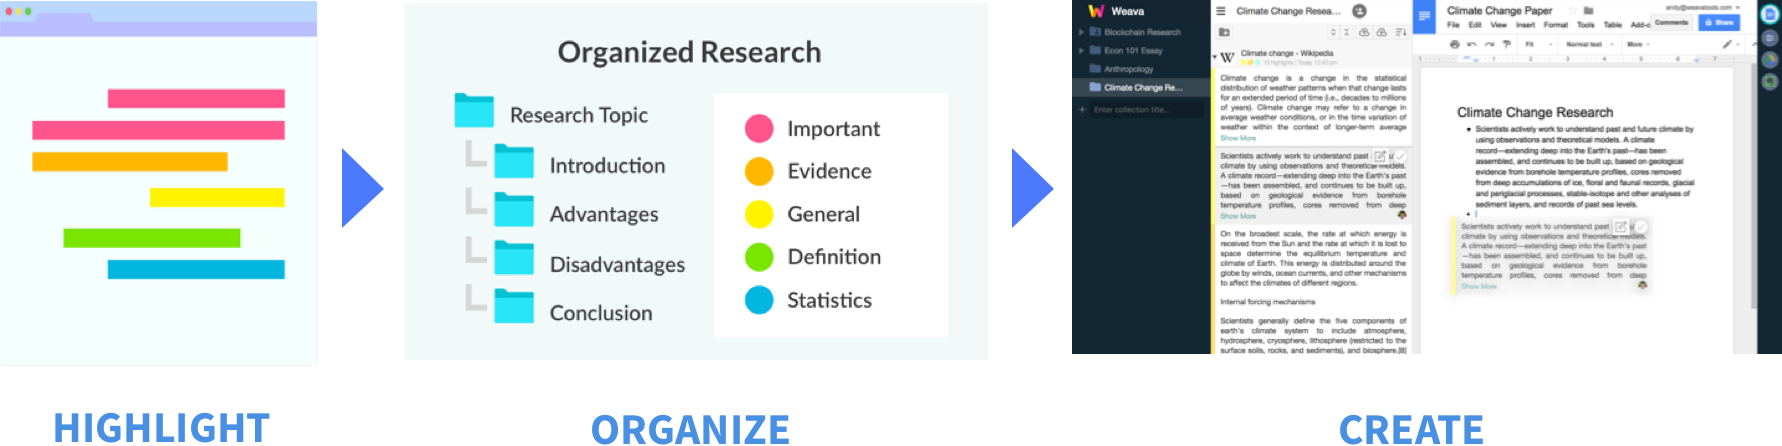 Organized Research
Research Topic
Introduction
Advantages
Disadvantages
Conclusion
Important
Evidence
General
Definition
Statistics
Weava
Blockchain Research
Econ 101 Essay
Anthropology
Climate Change Re...
Enter collection title...
Climate Change Resea...
Climate change - Wikipedia
Climate change is a change in the statistical
distribution of weather patterns when that change lasts
for an extended period of time (i.e., decades to millions
of years). Climate change may refer to a change in
average weather conditions, or in the time variation of
weather within the context of longer-term average
Show More
Scientists actively work to understand past
climate by using observations and theoretical models.
A climate record—extending deep into the Earth's past
—has been assembled, and continues to be built up,
based on geological evidence from borehole
temperature profiles, cores removed from deep
Show More
On the broadest scale, the rate at which energy is
received from the Sun and the rate at which it is lost to
space determine the equilibrium temperature and
climate of Earth. This energy is distributed around the
globe by winds, ocean currents, and other mechanisms
to affect the climates of different regions.
Internal forcing mechanisms
Scientists generally define the five components of
earth's climate system to include atmosphere,
hydrosphere, cryosphere, lithosphere (restricted to the
surface soils, rocks, and sediments), and biosphere.[8]
Climate Change Paper
andy@weavatools.com
File Edit View Insert Format Tools Table Add-o
Comments
Share
Fit
Normal text
More
Climate Change Research
• Scientists actively work to understand past and future climate by
using observations and theoretical models. A climate
record—extending deep into the Earth's past—has been
assembled, and continues to be built up, based on geological
evidence from borehole temperature profiles, cores removed
from deep accumulations of ice, floral and faunal records, glacial
and periglacial processes, stable-isotope and other analyses of
sediment layers, and records of past sea levels.
•
Scientists actively work to understand past
climate by using observations and theoretical models.
A climate record—extending deep into the Earth's past
—has been assembled, and continues to be built up,
based on geological evidence from borehole
temperature profiles, cores removed from deep
Show More
HIGHLIGHT
ORGANIZE
CREATE